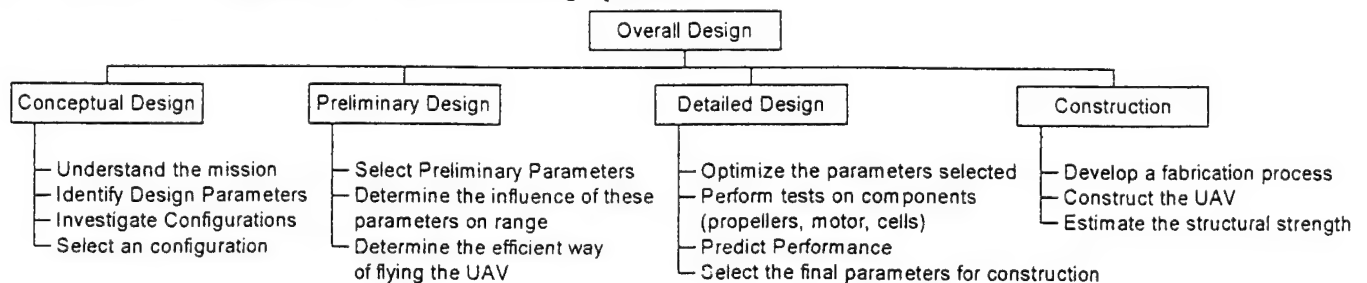 Overall Design
Conceptual Design
Understand the mission
Identify Design Parameters
Investigate Configurations
Select an configuration
Preliminary Design
Select Preliminary Parameters
Determine the influence of these
parameters on range
Determine the efficient way
of flying the UAV
Detailed Design
Optimize the parameters selected
Perform tests on components
(propellers, motor, cells)
Predict Performance
Select the final parameters for construction
Construction
Develop a fabrication process
Construct the UAV
Estimate the structural strength